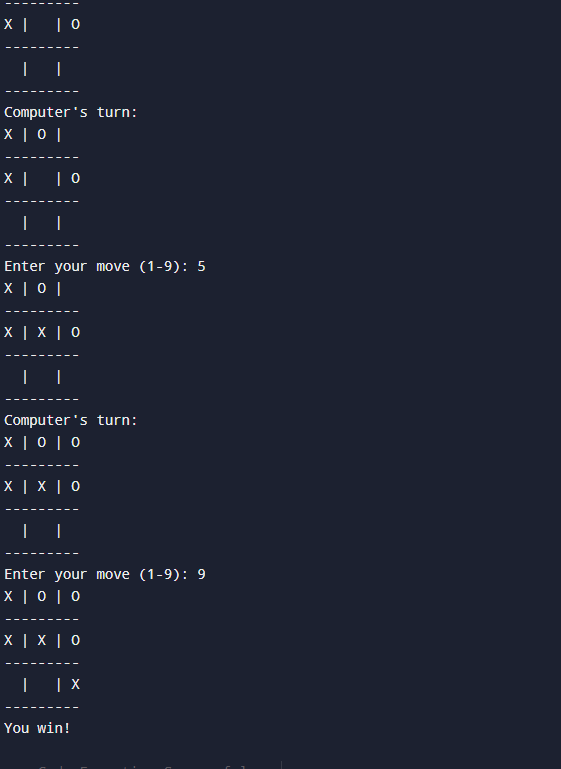 ---------
X |   | O
---------
  |   |
---------
Computer's turn:
X | O |
---------
X |   | O
---------
  |   |
---------
Enter your move (1-9): 5
X | O |
---------
X | X | O
---------
  |   |
---------
Computer's turn:
X | O | O
---------
X | X | O
---------
  |   |
---------
Enter your move (1-9): 9
X | O | O
---------
X | X | O
---------
  |   | X
---------
You win!